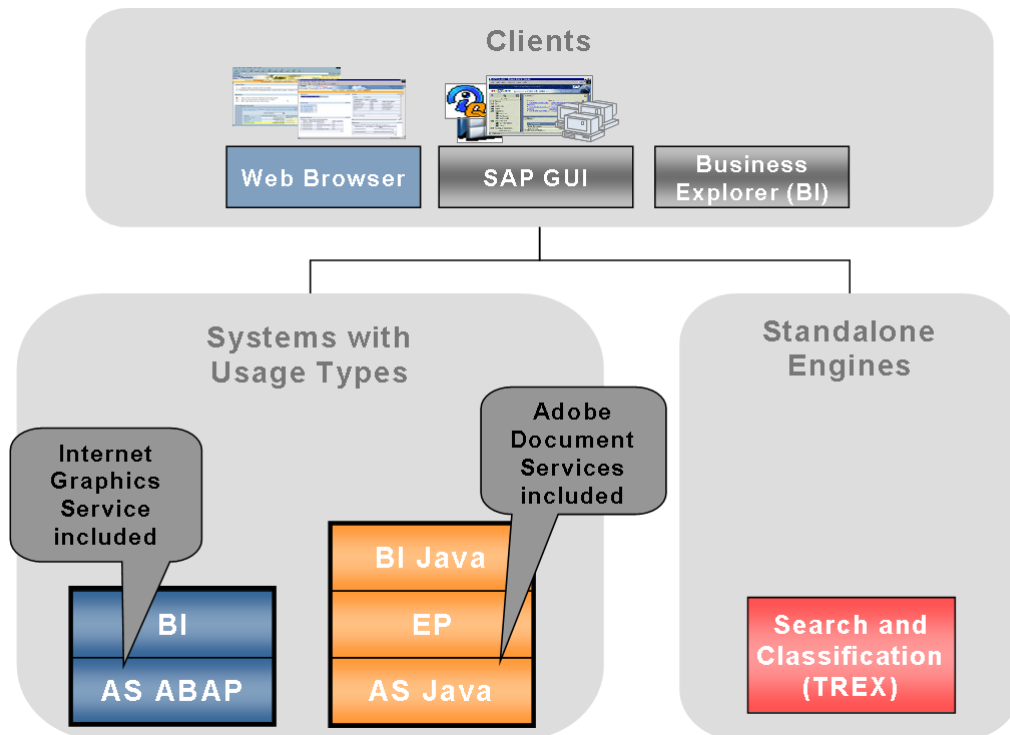 Clients
Web Browser
SAP GUI
Business
Explorer (BI)
Systems with
Usage Types
Standalone
Engines
Internet
Graphics
Service
included
Adobe
Document
Services
included
BI
AS ABAP
BI Java
EP
AS Java
Search and
Classification
(TREX)